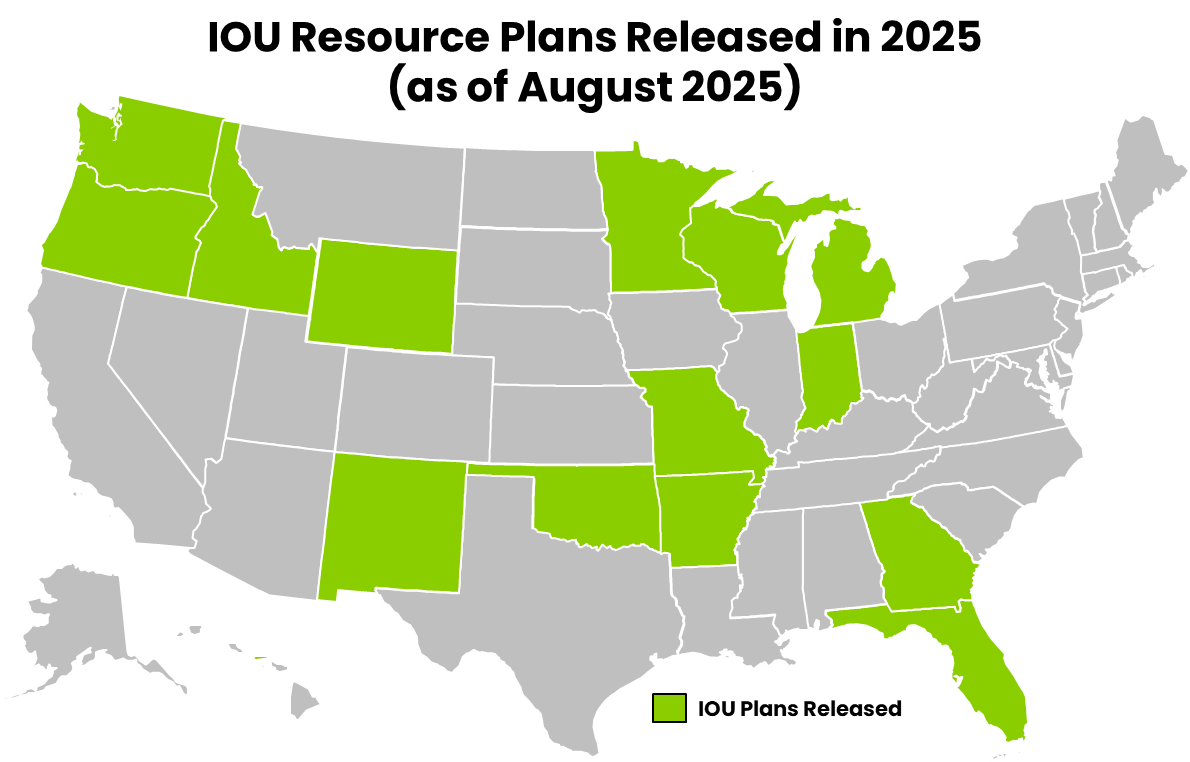 IOU Resource Plans Released in 2025
(as of August 2025)
IOU Plans Released